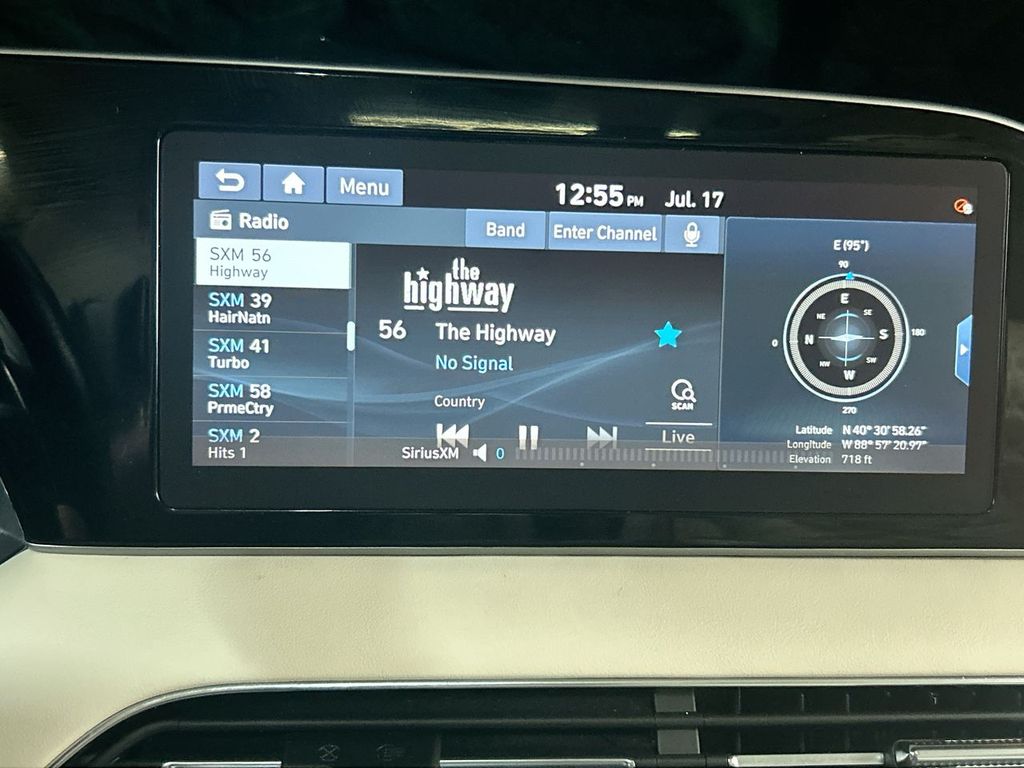 Menu
12:55 PM Jul. 17
Radio
Band
Enter Channel
SXM 56
Highway
SXM 39
HairNatn
SXM 41
Turbo
SXM 58
PrmeCtry
SXM 2
Hits 1
the
highway
56 The Highway
No Signal
Country
SCAN
Live
SiriusXM 0
E (95°)
90
E
NE
SE
0
N
S
180
NW
SW
W
270
Latitude N 40° 30' 58.26"
Longitude W 88° 57' 20.97"
Elevation 718 ft